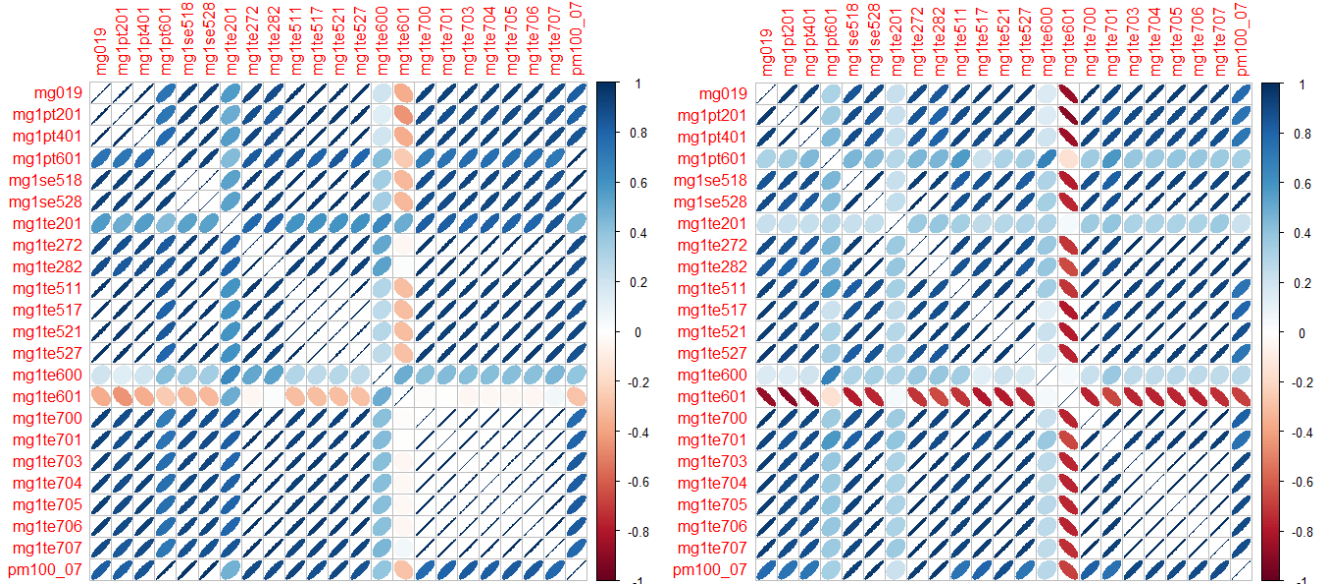 mg019 mg1pt201 mg1pt401 mg1pt601 mg1se518 mg1se528 mg1te201 mg1te272 mg1te282 mg1te511 mg1te517 mg1te521 mg1te527 mg1te600 mg1te601 mg1te700 mg1te701 mg1te703 mg1te704 mg1te705 mg1te706 mg1te707 pm100_07
mg019
mg1pt201
mg1pt401
mg1pt601
mg1se518
mg1se528
mg1te201
mg1te272
mg1te282
mg1te511
mg1te517
mg1te521
mg1te527
mg1te600
mg1te601
mg1te700
mg1te701
mg1te703
mg1te704
mg1te705
mg1te706
mg1te707
pm100_07
1
0.8
0.6
0.4
0.2
0
-0.2
-0.4
-0.6
-0.8
-1
mg019 mg1pt201 mg1pt401 mg1pt601 mg1se518 mg1se528 mg1te201 mg1te272 mg1te282 mg1te511 mg1te517 mg1te521 mg1te527 mg1te600 mg1te601 mg1te700 mg1te701 mg1te703 mg1te704 mg1te705 mg1te706 mg1te707 pm100_07
mg019
mg1pt201
mg1pt401
mg1pt601
mg1se518
mg1se528
mg1te201
mg1te272
mg1te282
mg1te511
mg1te517
mg1te521
mg1te527
mg1te600
mg1te601
mg1te700
mg1te701
mg1te703
mg1te704
mg1te705
mg1te706
mg1te707
pm100_07
1
0.8
0.6
0.4
0.2
0
-0.2
-0.4
-0.6
-0.8
-1